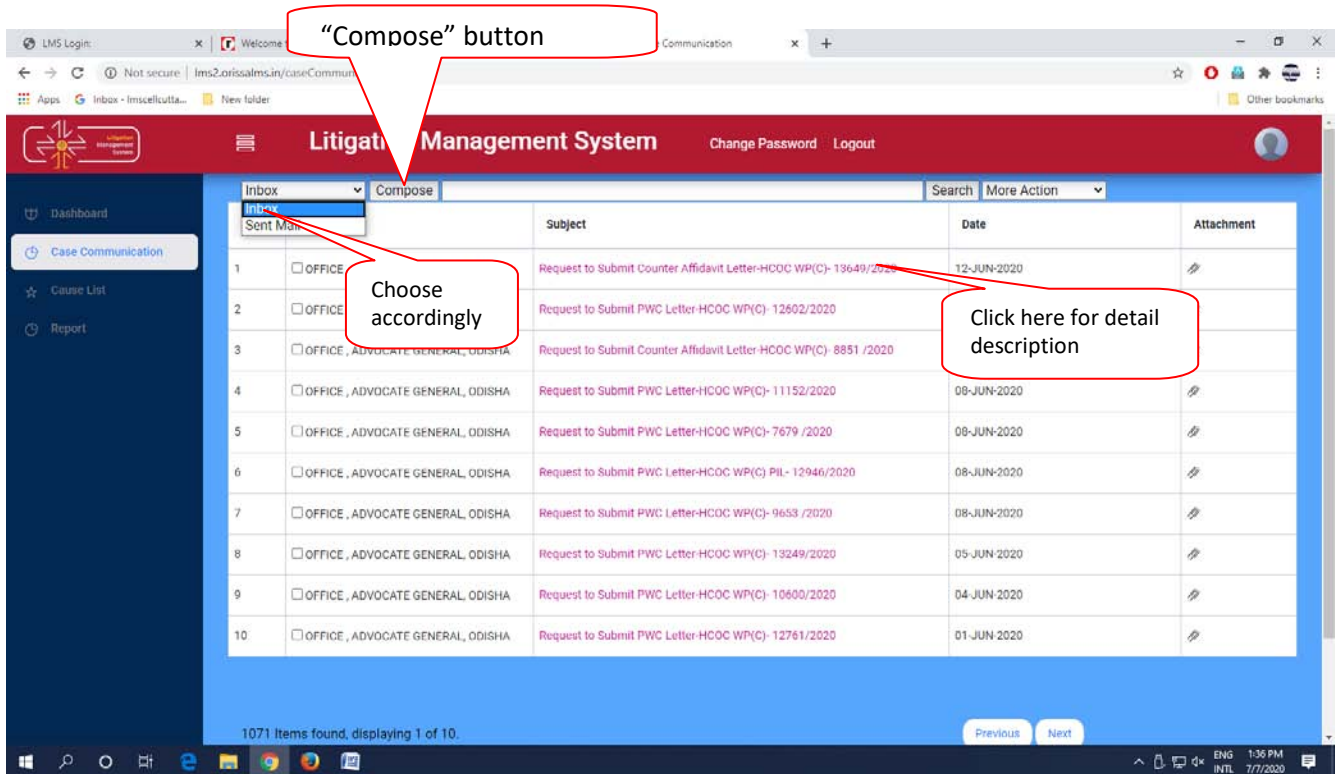 "Compose" button
LMS Login:
Welcome
Communication
Not secure
lms2.orissalms.in/caseCommun
Apps
Inbox - lmscellcutta...
New folder
Other bookmarks
Litigation
Management
System
Litigati Management System
Change Password
Logout
Inbox
Compose
Search
More Action
Inbox
Sent Mail
Dashboard
Case Communication
Cause List
Report
Subject
Date
Attachment
1 OFFICE Request to Submit Counter Affidavit Letter-HCOC WP(C)- 13649/2020 12-JUN-2020
Choose
accordingly
2 OFFICE Request to Submit PWC Letter-HCOC WP(C)- 12602/2020
Click here for detail
description
3 OFFICE , ADVOCATE GENERAL, ODISHA Request to Submit Counter Affidavit Letter-HCOC WP(C)- 8851 /2020
4 OFFICE , ADVOCATE GENERAL, ODISHA Request to Submit PWC Letter-HCOC WP(C)- 11152/2020 08-JUN-2020
5 OFFICE , ADVOCATE GENERAL, ODISHA Request to Submit PWC Letter-HCOC WP(C)- 7679 /2020 08-JUN-2020
6 OFFICE , ADVOCATE GENERAL, ODISHA Request to Submit PWC Letter-HCOC WP(C) PIL- 12946/2020 08-JUN-2020
7 OFFICE , ADVOCATE GENERAL, ODISHA Request to Submit PWC Letter-HCOC WP(C)- 9653 /2020 08-JUN-2020
8 OFFICE , ADVOCATE GENERAL, ODISHA Request to Submit PWC Letter-HCOC WP(C)- 13249/2020 05-JUN-2020
9 OFFICE , ADVOCATE GENERAL, ODISHA Request to Submit PWC Letter-HCOC WP(C)- 10600/2020 04-JUN-2020
10 OFFICE , ADVOCATE GENERAL, ODISHA Request to Submit PWC Letter-HCOC WP(C)- 12761/2020 01-JUN-2020
1071 Items found, displaying 1 of 10.
Previous
Next
ENG
INTL
1:36 PM
7/7/2020